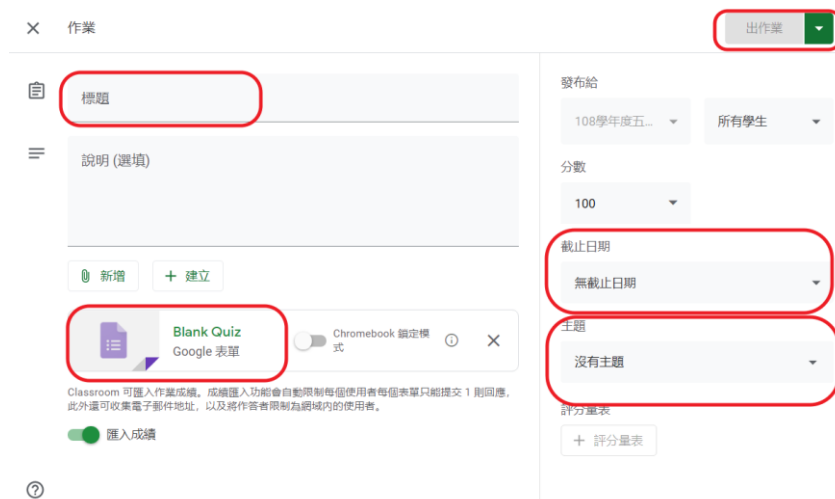 作業
出作業
標題
說明 (選填)
新增
建立
Blank Quiz
Google 表單
Chromebook 鎖定模
式
Classroom 可匯入作業成績。成績匯入功能會自動限制每個使用者每個表單只能提交 1 則回應,
此外還可收集電子郵件地址，以及將作答者限制為網域內的使用者。
匯入成績
發布給
108學年度五...
所有學生
分數
100
截止日期
無截止日期
主題
沒有主題
評分量表
+ 評分量表